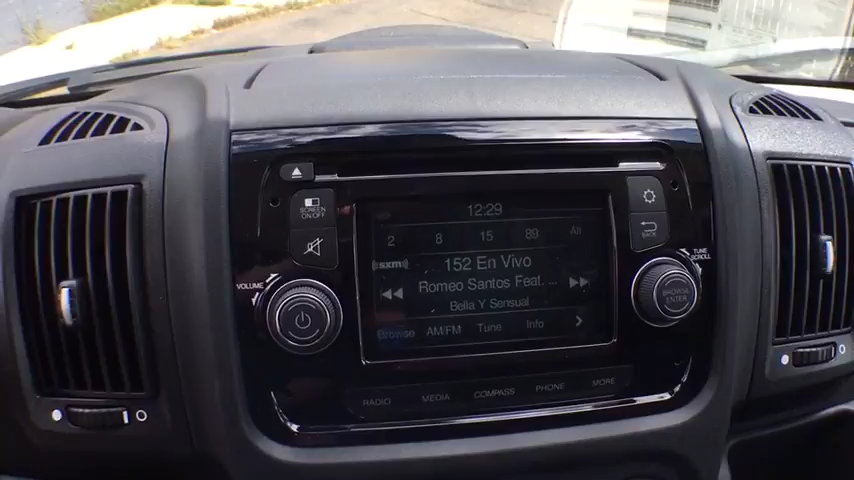 12:29
SCREEN
ON/OFF
2 8 15 89 All
BACK
((sxm)) 152 En Vivo
VOLUME
TUNE
SCROLL
Romeo Santos Feat. ...
BROWSE
ENTER
Bella Y Sensual
Browse AM/FM Tune Info >
RADIO MEDIA COMPASS PHONE MORE